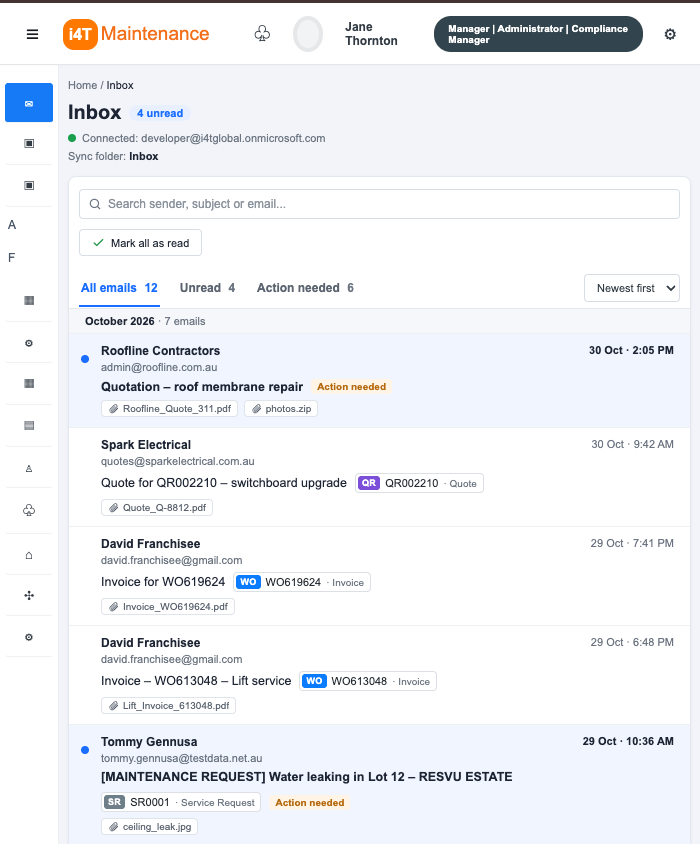 i4T Maintenance
Jane
Thornton
Manager | Administrator | Compliance
Manager
A
F
Home / Inbox
Inbox 4 unread
Connected: developer@i4tglobal.onmicrosoft.com
Sync folder: Inbox
Search sender, subject or email...
Mark all as read
All emails 12 Unread 4 Action needed 6 Newest first
October 2026 · 7 emails
Roofline Contractors 30 Oct · 2:05 PM
admin@roofline.com.au
Quotation – roof membrane repair Action needed
Roofline_Quote_311.pdf photos.zip
Spark Electrical 30 Oct · 9:42 AM
quotes@sparkelectrical.com.au
Quote for QR002210 – switchboard upgrade QR QR002210 · Quote
Quote_Q-8812.pdf
David Franchisee 29 Oct · 7:41 PM
david.franchisee@gmail.com
Invoice for WO619624 WO WO619624 · Invoice
Invoice_WO619624.pdf
David Franchisee 29 Oct · 6:48 PM
david.franchisee@gmail.com
Invoice – WO613048 – Lift service WO WO613048 · Invoice
Lift_Invoice_613048.pdf
Tommy Gennusa 29 Oct · 10:36 AM
tommy.gennusa@testdata.net.au
[MAINTENANCE REQUEST] Water leaking in Lot 12 – RESVU ESTATE
SR SR0001 · Service Request Action needed
ceiling_leak.jpg